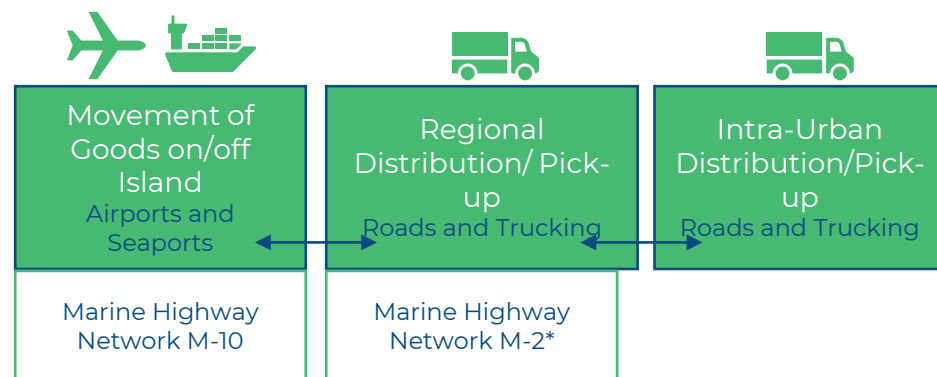 Movement of
Goods on/off
Island
Airports and
Seaports
Regional
Distribution/ Pick-
up
Roads and Trucking
Intra-Urban
Distribution/Pick-
up
Roads and Trucking
Marine Highway
Network M-10
Marine Highway
Network M-2*